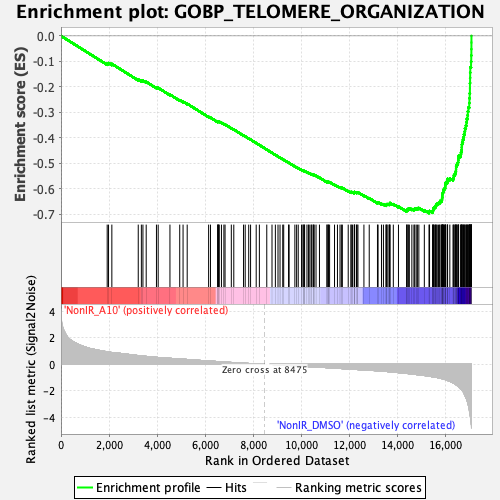 Enrichment plot: GOBP_TELOMERE_ORGANIZATION
Enrichment score (ES)
0.0
-0.1
-0.2
-0.3
-0.4
-0.5
-0.6
-0.7
'NonIR_A10' (positively correlated)
Ranked list metric (Signal2Noise)
4
2
0
-2
-4
Zero cross at 8475
'NonIR_DMSO' (negatively correlated)
0 2,000 4,000 6,000 8,000 10,000 12,000 14,000 16,000
Rank in Ordered Dataset
Enrichment profile Hits Ranking metric scores